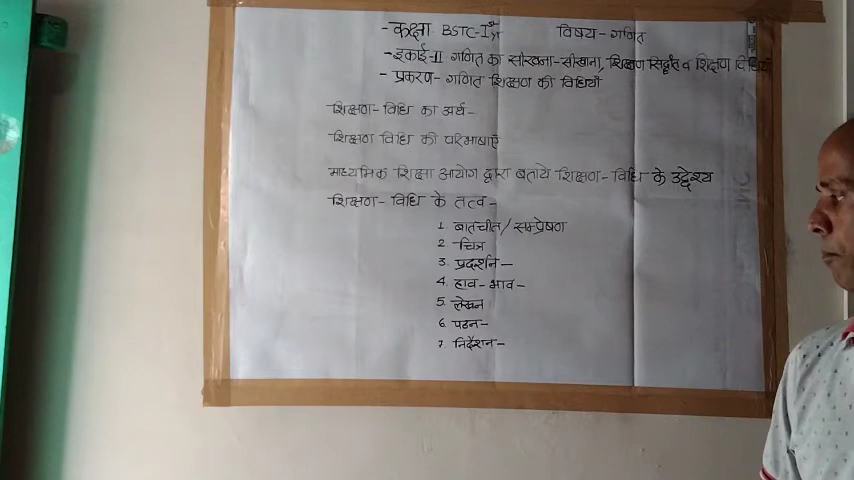 - कक्षा BSTC-I Yr विषय - गणित
- इकाई-II गणित का सीखना-सीखाना, शिक्षण सिद्धांत व शिक्षण विधियाँ
- प्रकरण- गणित शिक्षण की विधियाँ
शिक्षण-विधि का अर्थ-
शिक्षण विधि की परिभाषाएँ
माध्यमिक शिक्षा आयोग द्वारा बताये शिक्षण-विधि के उद्देश्य
शिक्षण-विधि के तत्व-
1. बातचीत/सम्प्रेषण
2 चित्र
3. प्रदर्शन-
4. हाव-भाव-
5. लेखन
6. पठन-
7. निर्देशन-